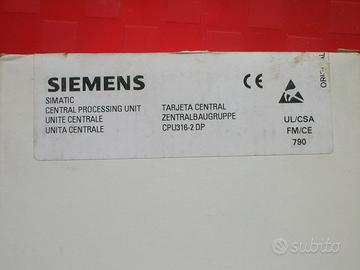 SIEMENS
CE
SIMATIC
CENTRAL PROCESSING UNIT
UNITE CENTRALE
UNITA CENTRALE
TARJETA CENTRAL
ZENTRALBAUGRUPPE
CPU316-2 DP
UL/CSA
FM/CE
790
subito